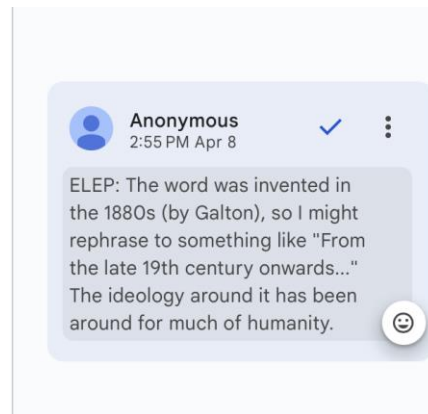 Anonymous
2:55 PM Apr 8
ELEP: The word was invented in
the 1880s (by Galton), so I might
rephrase to something like "From
the late 19th century onwards..."
The ideology around it has been
around for much of humanity.